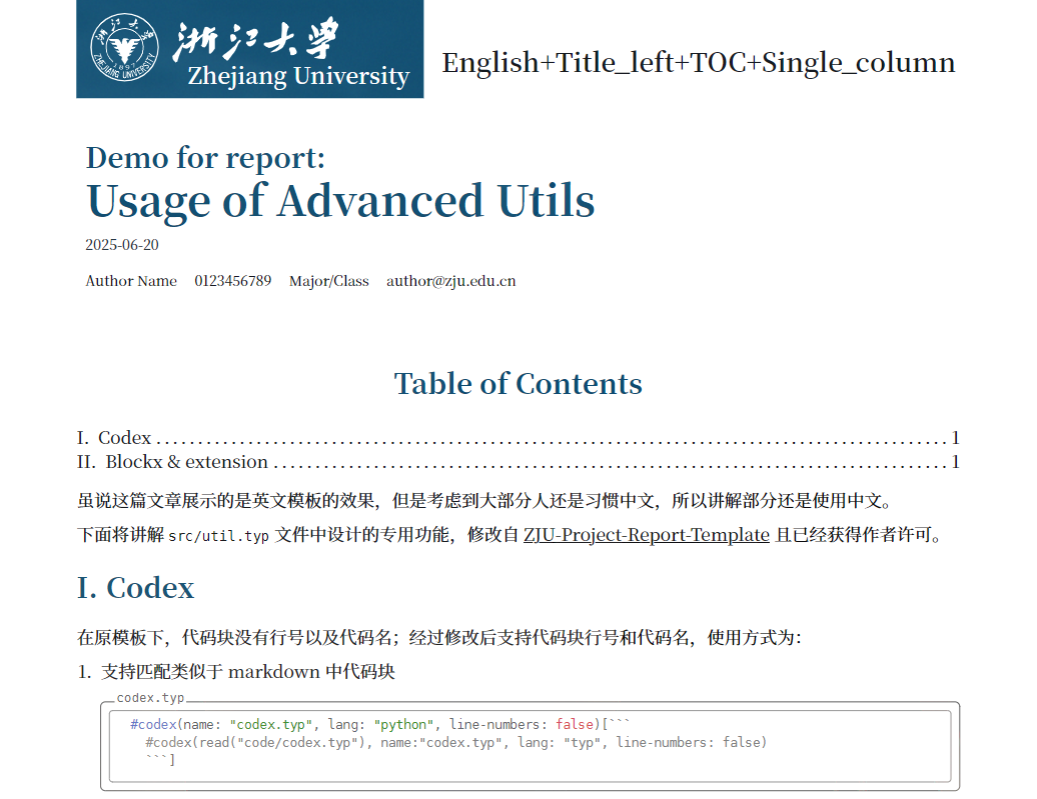 浙江大学
Zhejiang University
ZHEJIANG UNIVERSITY
1897
English+Title_left+TOC+Single_column
Demo for report:
Usage of Advanced Utils
2025-06-20
Author Name 0123456789 Major/Class author@zju.edu.cn
Table of Contents
I. Codex ........................................................................................................ 1
II. Blockx & extension ........................................................................................ 1
虽说这篇文章展示的是英文模板的效果，但是考虑到大部分人还是习惯中文，所以讲解部分还是使用中文。
下面将讲解 src/util.typ 文件中设计的专用功能，修改自 ZJU-Project-Report-Template 且已经获得作者许可。
I. Codex
在原模板下，代码块没有行号以及代码名；经过修改后支持代码块行号和代码名，使用方式为：
1. 支持匹配类似于 markdown 中代码块
codex.typ
#codex(name: "codex.typ", lang: "python", line-numbers: false)[```
#codex(read("code/codex.typ"), name:"codex.typ", lang: "typ", line-numbers: false)
```]